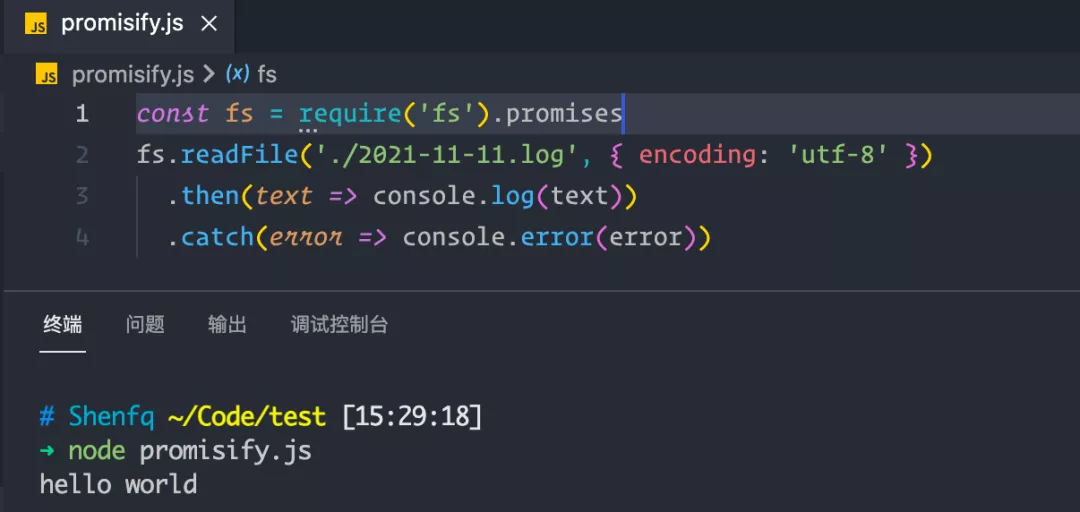 JS promisify.js ×
JS promisify.js > (x) fs
1 const fs = require('fs').promises
2 fs.readFile('./2021-11-11.log', { encoding: 'utf-8' })
3 .then(text => console.log(text))
4 .catch(error => console.error(error))
终端 问题 输出 调试控制台
# Shenfq ~/Code/test [15:29:18]
➜ node promisify.js
hello world